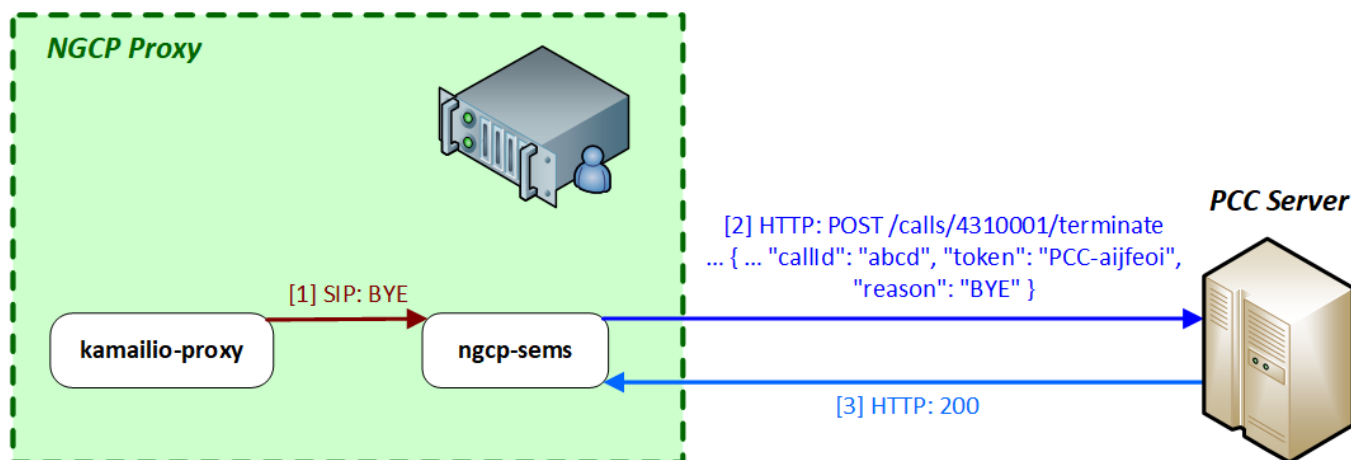 NGCP Proxy
PCC Server
[2] HTTP: POST /calls/4310001/terminate
... { ... "callId": "abcd", "token": "PCC-aijfeoi",
"reason": "BYE" }
[1] SIP: BYE
kamailio-proxy
ngcp-sems
[3] HTTP: 200